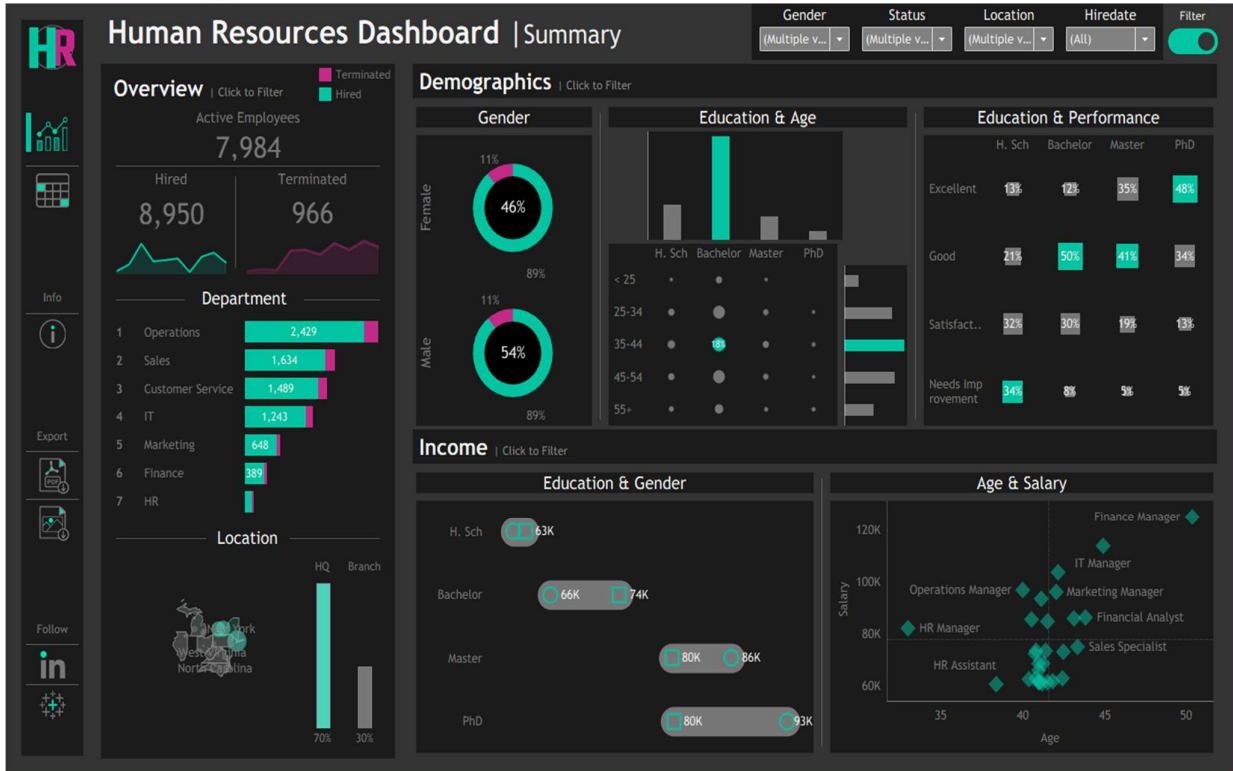 HR
Human Resources Dashboard | Summary
Gender Status Location Hiredate Filter
(Multiple v... (Multiple v... (Multiple v... (All)
Overview | Click to Filter
Terminated
Hired
Active Employees
7,984
Hired Terminated
8,950 966
Department
1 Operations 2,429
2 Sales 1,634
3 Customer Service 1,489
4 IT 1,243
5 Marketing 648
6 Finance 389
7 HR
Location
HQ Branch
New York
West Virginia
North Carolina
70% 30%
Info
i
Export
PDF
Follow
in
Demographics | Click to Filter
Gender
Female
11%
46%
89%
Male
11%
54%
89%
Education & Age
H. Sch Bachelor Master PhD
< 25
25-34
35-44 18%
45-54
55+
Education & Performance
H. Sch Bachelor Master PhD
Excellent 13% 12% 35% 48%
Good 21% 50% 41% 34%
Satisfact.. 32% 30% 19% 13%
Needs Imp
rovement 34% 8% 5% 5%
Income | Click to Filter
Education & Gender
H. Sch 63K
Bachelor 66K 74K
Master 80K 86K
PhD 80K 93K
Age & Salary
Salary
120K
100K
80K
60K
Finance Manager
IT Manager
Operations Manager Marketing Manager
Financial Analyst
HR Manager
Sales Specialist
HR Assistant
35 40 45 50
Age